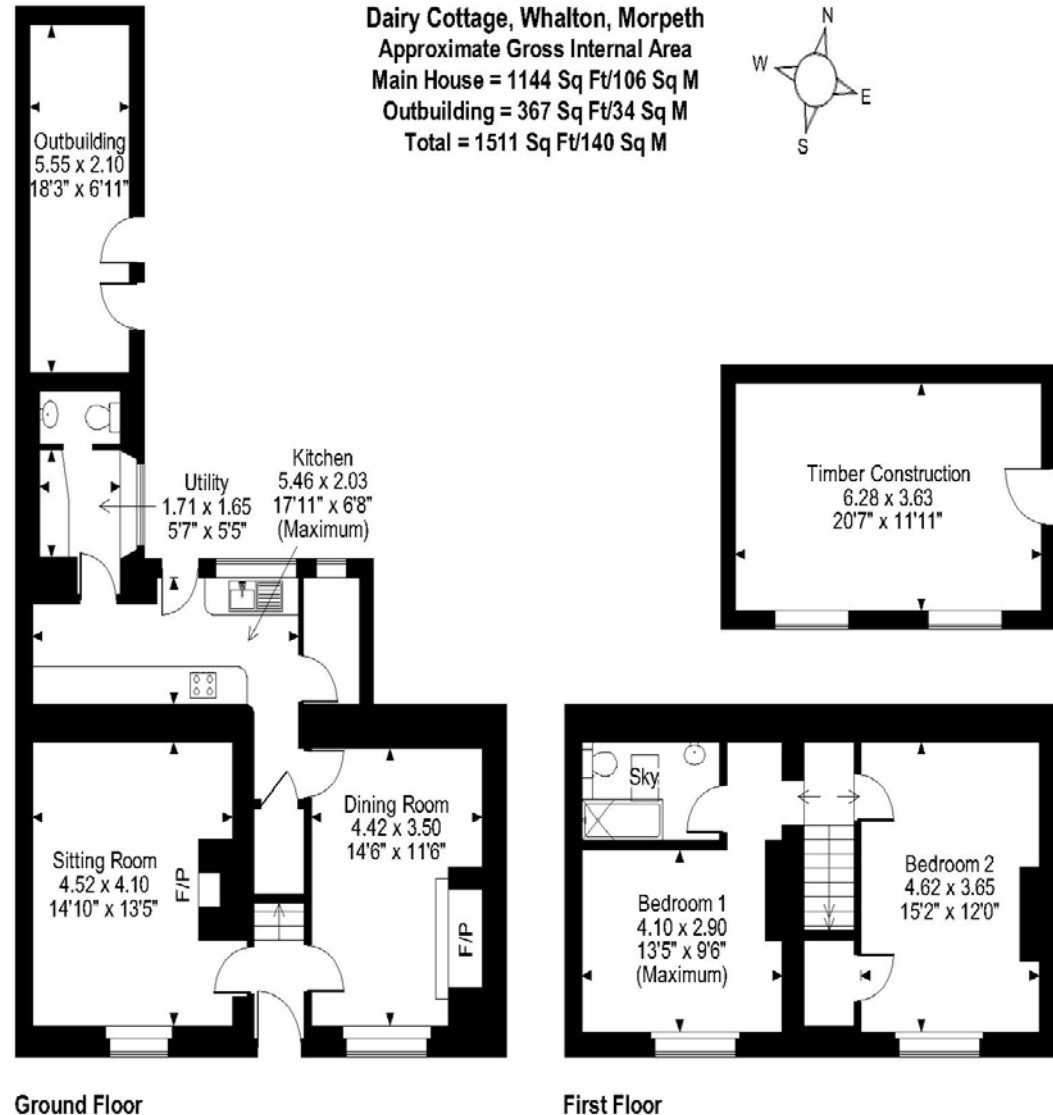 Dairy Cottage, Whalton, Morpeth
Approximate Gross Internal Area
Main House = 1144 Sq Ft/106 Sq M
Outbuilding = 367 Sq Ft/34 Sq M
Total = 1511 Sq Ft/140 Sq M
N
W
E
S
Outbuilding
5.55 x 2.10
18'3" x 6'11"
Utility
1.71 x 1.65
5'7" x 5'5"
Kitchen
5.46 x 2.03
17'11" x 6'8"
(Maximum)
Timber Construction
6.28 x 3.63
20'7" x 11'11"
Sitting Room
4.52 x 4.10
14'10" x 13'5"
F/P
Dining Room
4.42 x 3.50
14'6" x 11'6"
F/P
Sky
Bedroom 1
4.10 x 2.90
13'5" x 9'6"
(Maximum)
Bedroom 2
4.62 x 3.65
15'2" x 12'0"
Ground Floor
First Floor